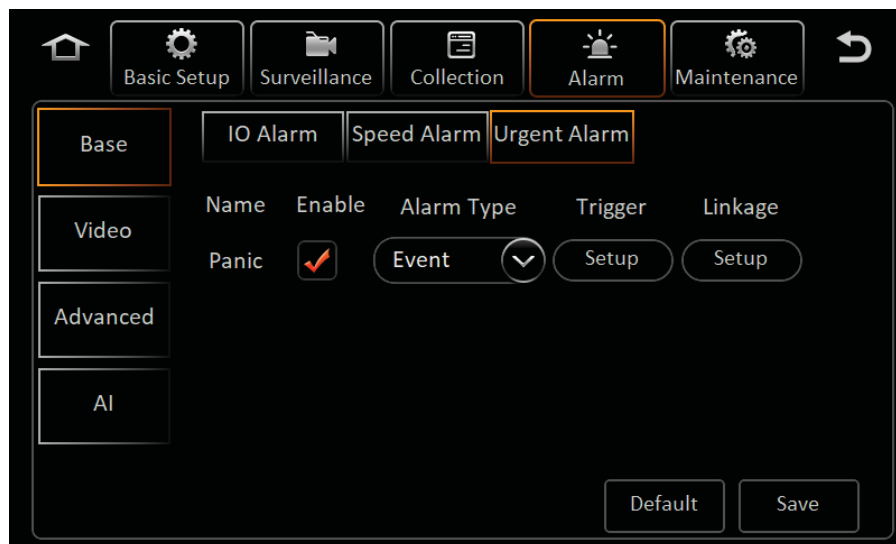 Basic Setup Surveillance Collection Alarm Maintenance
Base
IO Alarm Speed Alarm Urgent Alarm
Name Enable Alarm Type Trigger Linkage
Video
Panic Event Setup Setup
Advanced
AI
Default Save